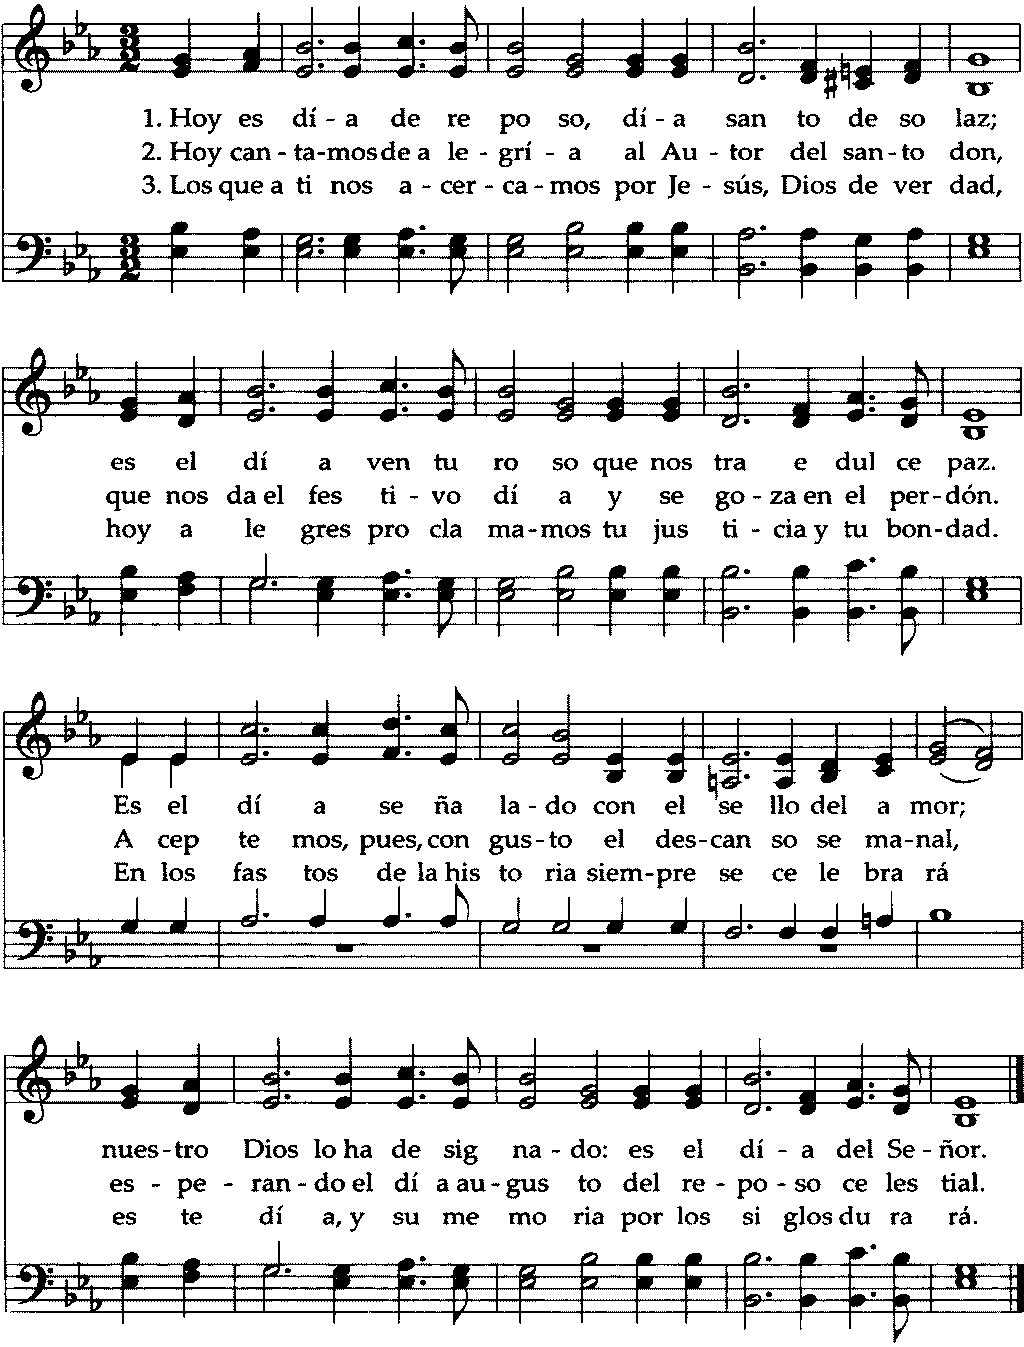 1. Hoy es dí - a de re po so, dí - a san to de so laz;
2. Hoy can - ta - mos de a le - grí - a al Au - tor del san - to don,
3. Los que a ti nos a - cer - ca - mos por Je - sús, Dios de ver dad,
es el dí a ven tu ro so que nos tra e dul ce paz.
que nos da el fes ti - vo dí a y se go - za en el per - dón.
hoy a le gres pro cla ma - mos tu jus ti - cia y tu bon - dad.
Es el dí a se ña la - do con el se llo del a mor;
A cep te mos, pues, con gus - to el des - can so se ma - nal,
En los fas tos de la his to ria siem - pre se ce le bra rá
nues - tro Dios lo ha de sig na - do: es el dí - a del Se - ñor.
es - pe - ran - do el dí a au - gus to del re - po - so ce les tial.
es te dí a, y su me mo ria por los si glos du ra rá.